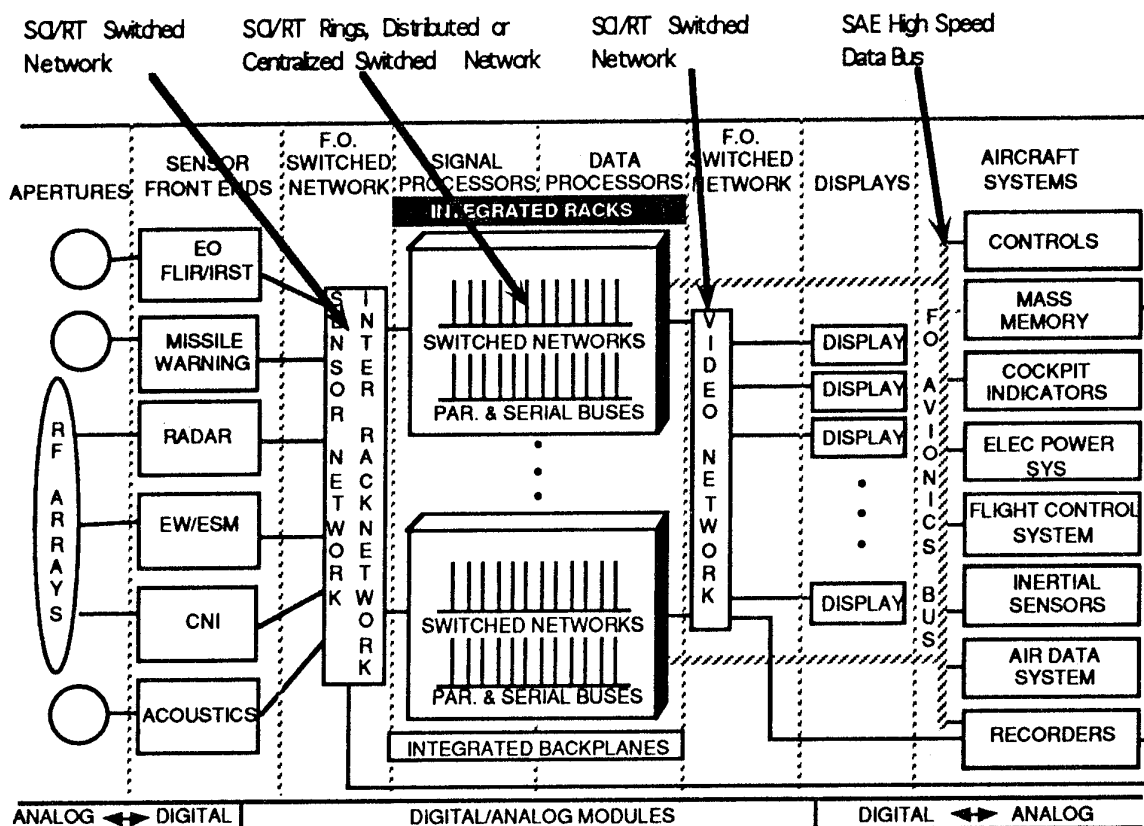 SCI/RT Switched
Network
SCI/RT Rings, Distributed or
Centralized Switched Network
SCI/RT Switched
Network
SAE High Speed
Data Bus
APERTURES
SENSOR
FRONT ENDS
F.O.
SWITCHED
NETWORK
SIGNAL
PROCESSORS
DATA
PROCESSORS
F.O.
SWITCHED
NETWORK
DISPLAYS
AIRCRAFT
SYSTEMS
INTEGRATED RACKS
EO
FLIR/IRST
MISSILE
WARNING
RADAR
EW/ESM
CNI
ACOUSTICS
RF ARRAYS
SENSOR NETWORK
INTER RACK NETWORK
SWITCHED NETWORKS
PAR. & SERIAL BUSES
SWITCHED NETWORKS
PAR. & SERIAL BUSES
INTEGRATED BACKPLANES
VIDEO NETWORK
DISPLAY
DISPLAY
DISPLAY
DISPLAY
FO AVIONICS BUS
CONTROLS
MASS
MEMORY
COCKPIT
INDICATORS
ELEC POWER
SYS
FLIGHT CONTROL
SYSTEM
INERTIAL
SENSORS
AIR DATA
SYSTEM
RECORDERS
ANALOG ◄► DIGITAL
DIGITAL/ANALOG MODULES
DIGITAL ◄► ANALOG